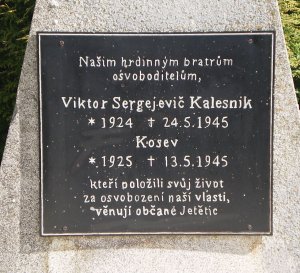 Našim hrdinným bratrům
osvoboditelům,
Viktor Sergejevič Kalesnik
* 1924 † 24.5.1945
Kosev
*.1925 † 13.5.1945
kteří položili svůj život
za osvobození naší vlasti,
věnují občané Jetětic